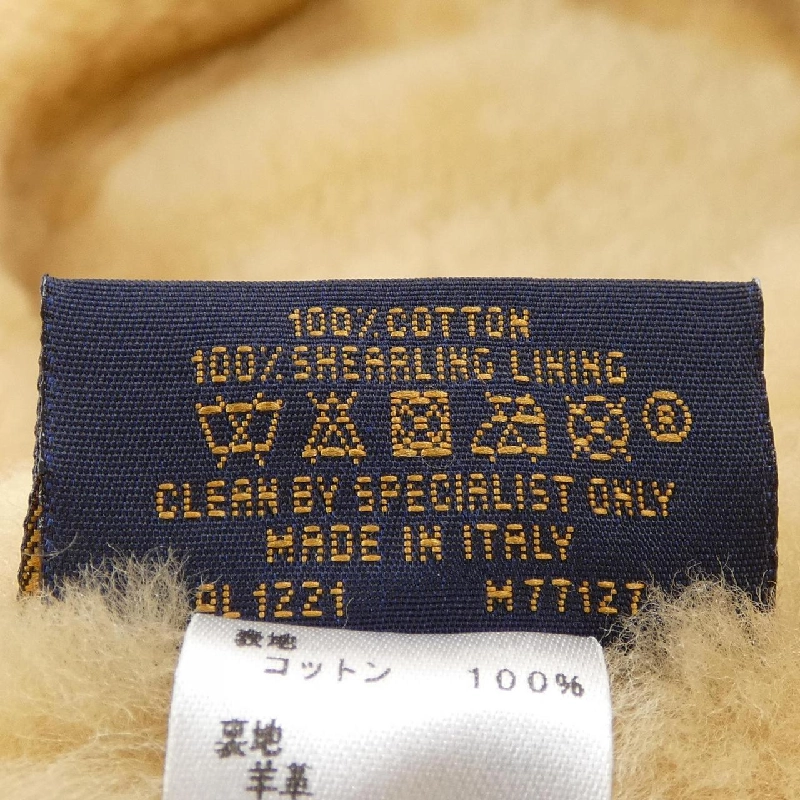 100% COTTON
100% SHEARLING LINING
®
CLEAN BY SPECIALIST ONLY
MADE IN ITALY
AL1221 M77127
表地
コットン 100%
裏地
羊革